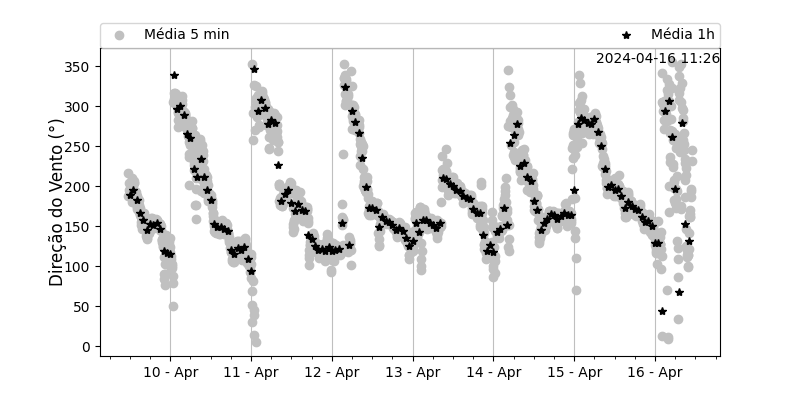 Média 5 min
Média 1h
2024-04-16 11:26
Direção do Vento (°)
350
300
250
200
150
100
50
0
10 - Apr
11 - Apr
12 - Apr
13 - Apr
14 - Apr
15 - Apr
16 - Apr